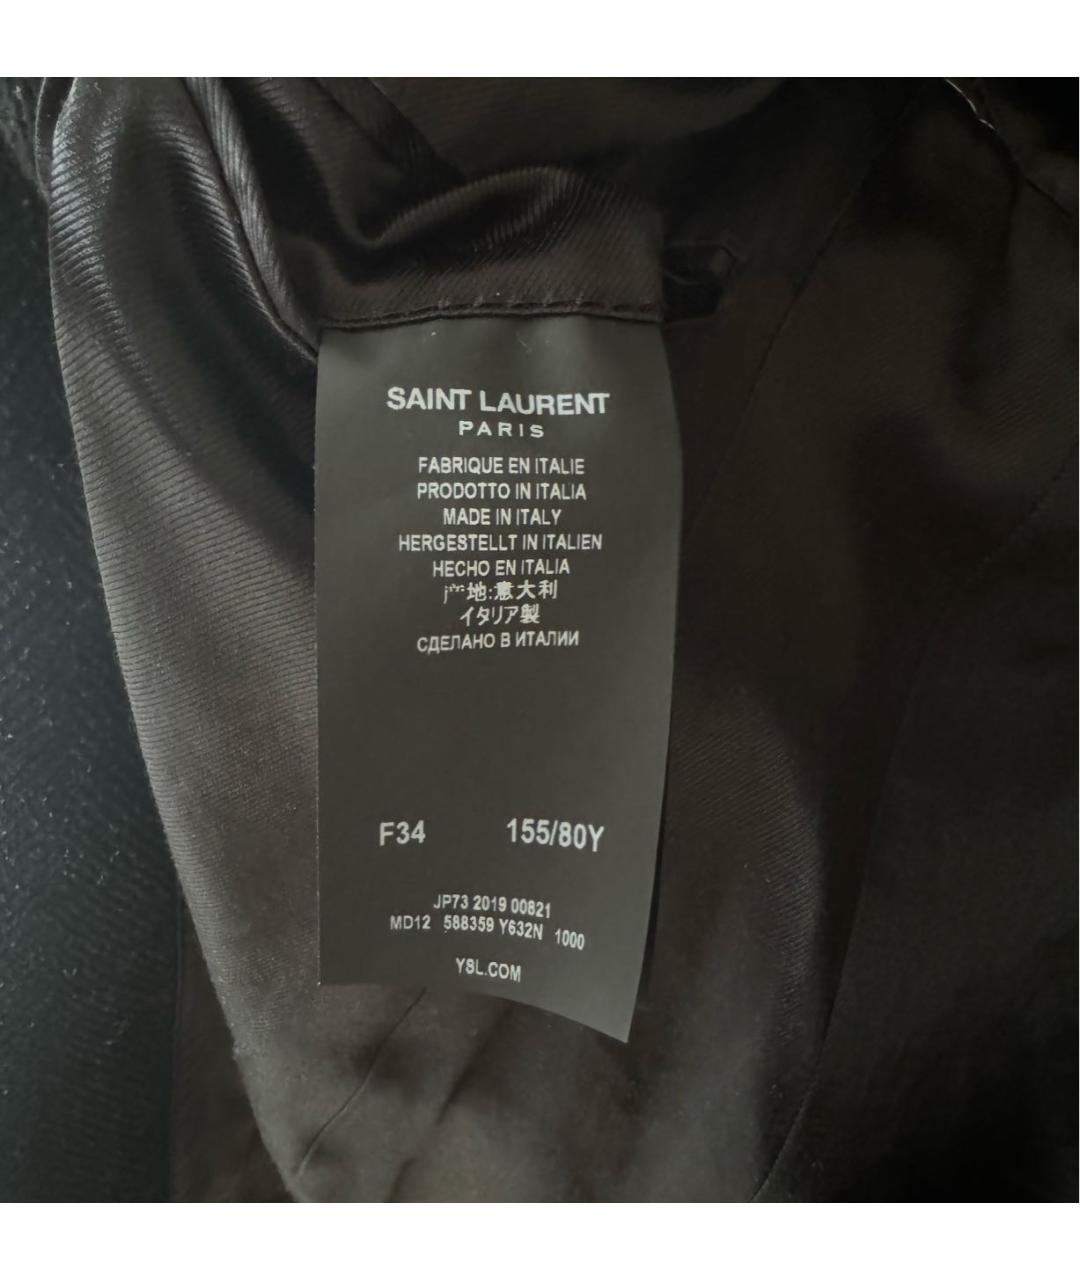 SAINT LAURENT
PARIS
FABRIQUE EN ITALIE
PRODOTTO IN ITALIA
MADE IN ITALY
HERGESTELLT IN ITALIEN
HECHO EN ITALIA
产地:意大利
イタリア製
СДЕЛАНО В ИТАЛИИ
F34 155/80Y
JP73 2019 00821
MD12 588359 Y632N 1000
YSL.COM